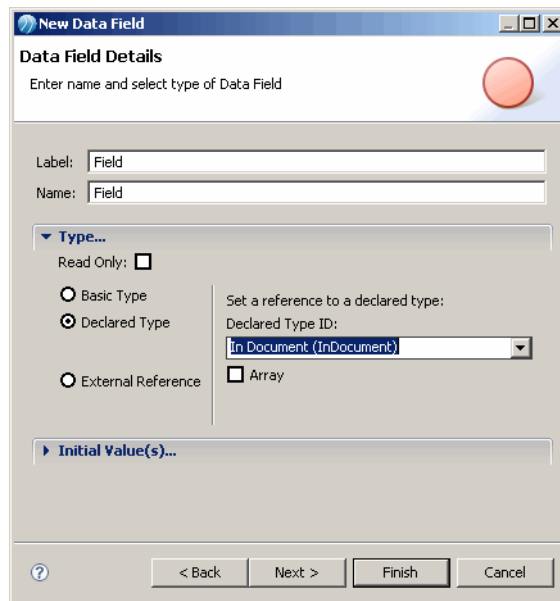 New Data Field
Data Field Details
Enter name and select type of Data Field
Label: Field
Name: Field
Type...
Read Only:
Basic Type
Declared Type
External Reference
Set a reference to a declared type:
Declared Type ID:
In Document (InDocument)
Array
Initial Value(s)...
?
< Back Next > Finish Cancel